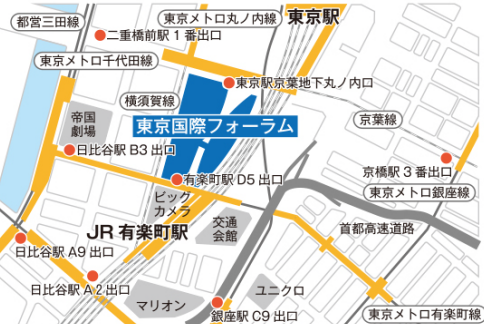 都営三田線
東京メトロ丸ノ内線
東京駅
二重橋前駅 1 番出口
東京メトロ千代田線
東京駅京葉地下丸ノ内口
横須賀線
帝国
劇場
東京国際フォーラム
京葉線
日比谷駅 B3 出口
京橋駅 3 番出口
有楽町駅 D5 出口
東京メトロ銀座線
ビック
カメラ
交通
会館
首都高速道路
JR 有楽町駅
日比谷駅 A9 出口
日比谷駅 A 2 出口
ユニクロ
マリオン
銀座駅 C9 出口
東京メトロ有楽町線